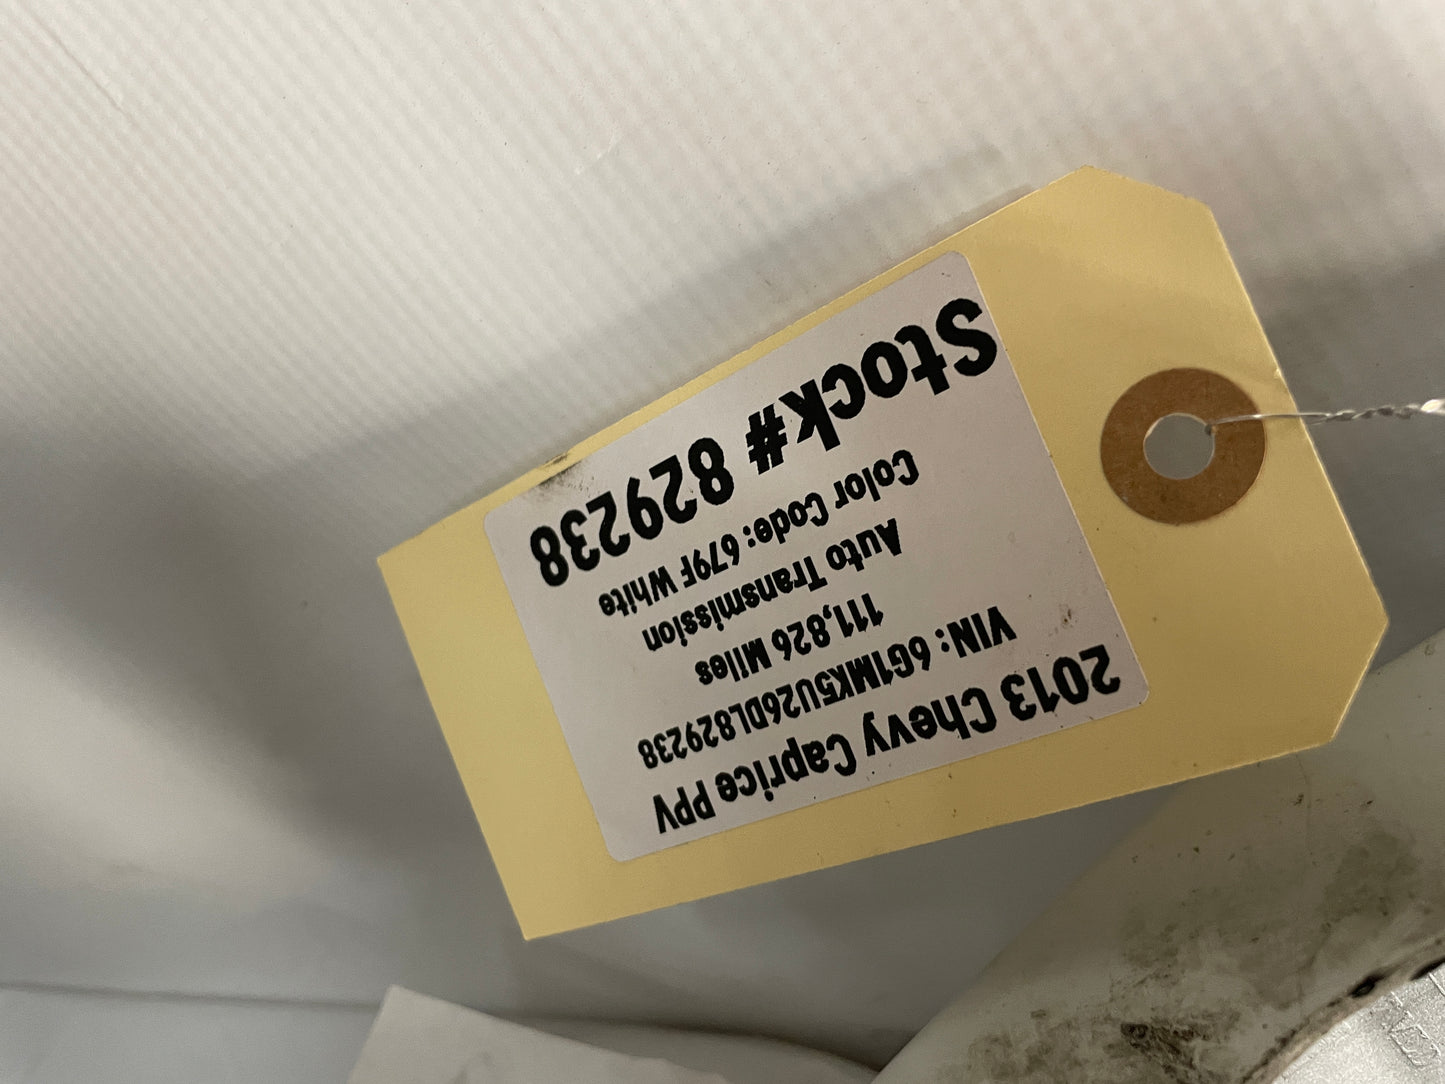 2013 Chevy Caprice PPV
VIN: 6G1MK5U26DL829238
111,826 Miles
Auto Transmission
Color Code: 679F White
Stock# 829238